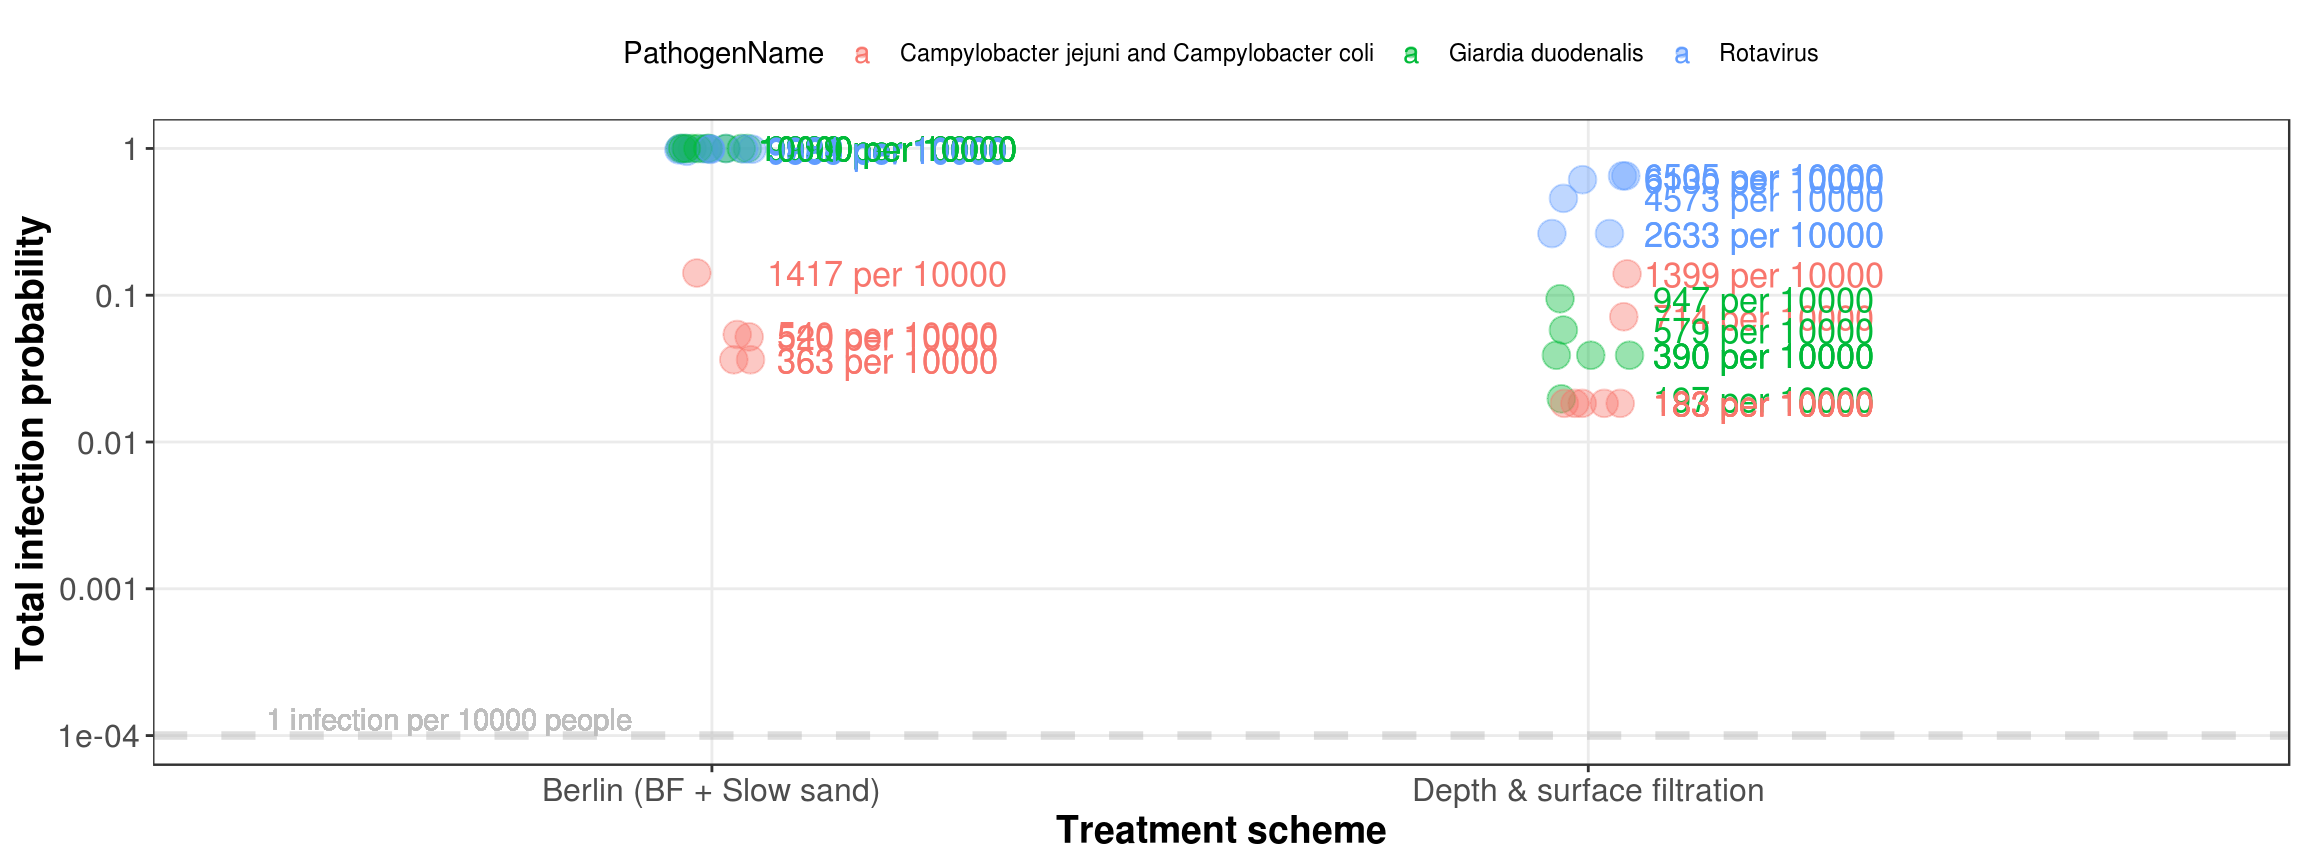 PathogenName a Campylobacter jejuni and Campylobacter coli a Giardia duodenalis a Rotavirus
Total infection probability
1
0.1
0.01
0.001
1e-04
per 10000
1417 per 10000
540 per 10000
363 per 10000
6505 per 10000
per 10000
4573 per 10000
2633 per 10000
1399 per 10000
947 per 10000
714 per 10000
579 per 10000
390 per 10000
197 per 10000
183 per 10000
1 infection per 10000 people
Berlin (BF + Slow sand)
Depth & surface filtration
Treatment scheme